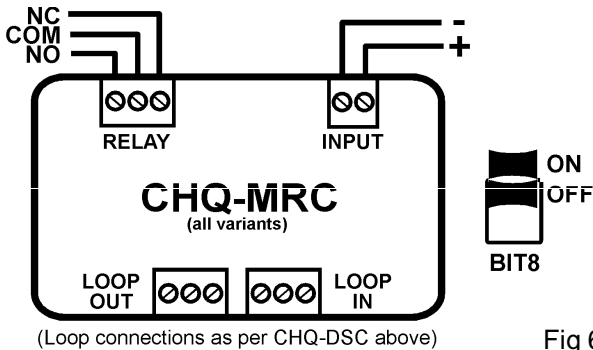 NC
COM
NO
-
+
RELAY
INPUT
CHQ-MRC
(all variants)
ON
OFF
BIT8
LOOP
OUT
LOOP
IN
(Loop connections as per CHQ-DSC above)
Fig 6